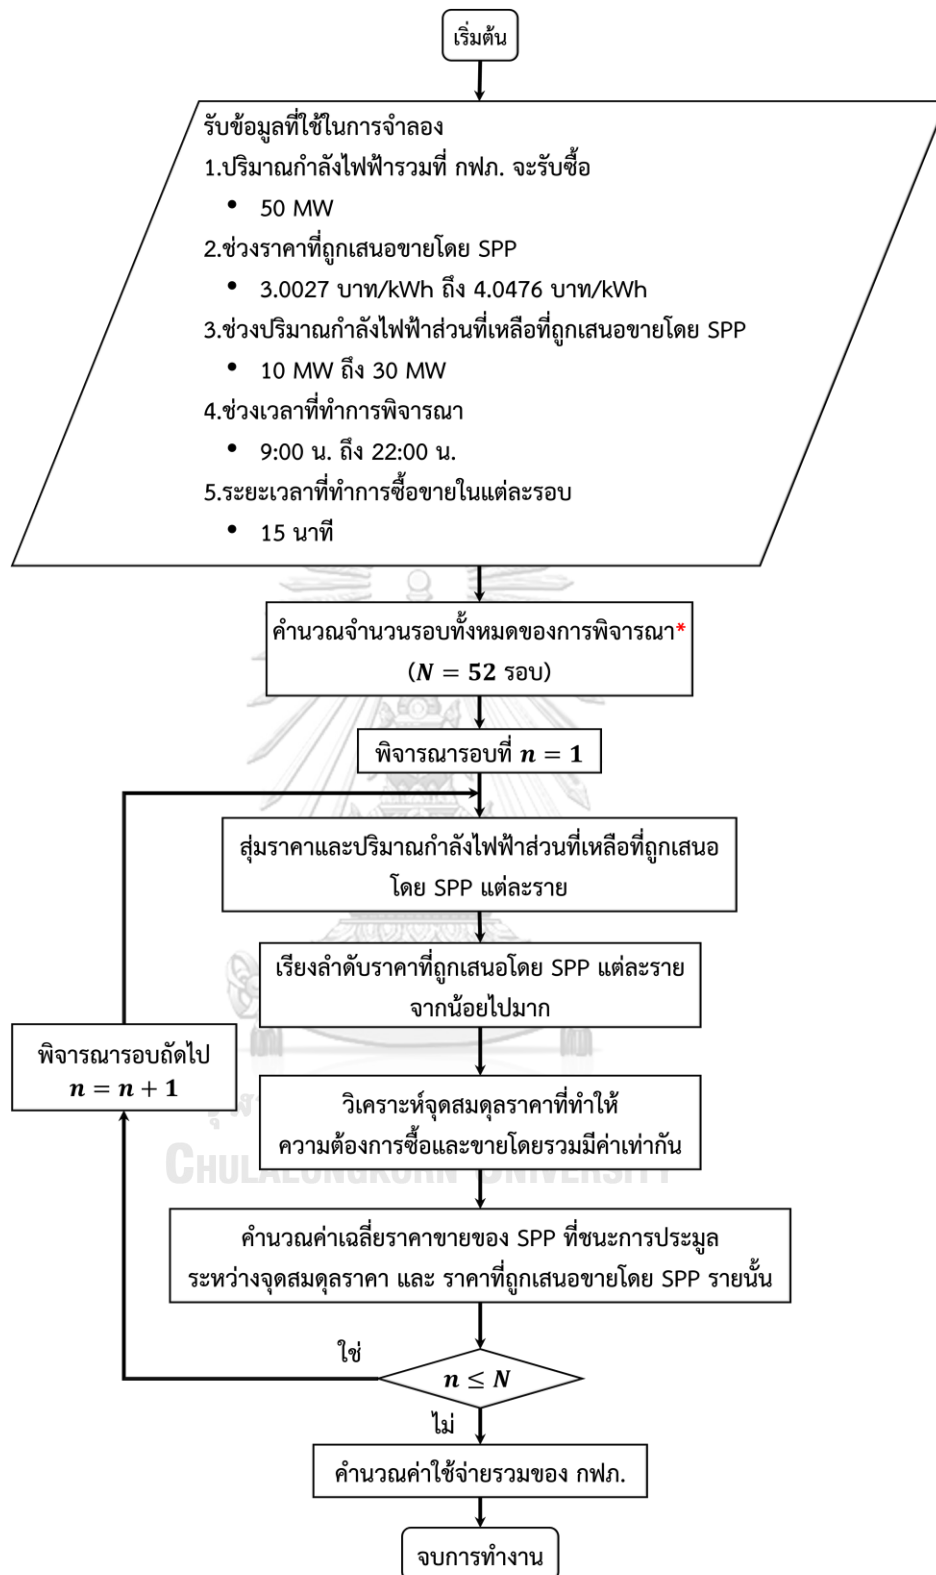 เริ่มต้น
รับข้อมูลที่ใช้ในการจำลอง
1.ปริมาณกำลังไฟฟ้ารวมที่ กฟภ. จะรับซื้อ
• 50 MW
2.ช่วงราคาที่ถูกเสนอขายโดย SPP
• 3.0027 บาท/kWh ถึง 4.0476 บาท/kWh
3.ช่วงปริมาณกำลังไฟฟ้าส่วนที่เหลือที่ถูกเสนอขายโดย SPP
• 10 MW ถึง 30 MW
4.ช่วงเวลาที่ทำการพิจารณา
• 9:00 น. ถึง 22:00 น.
5.ระยะเวลาที่ทำการซื้อขายในแต่ละรอบ
• 15 นาที
คำนวณจำนวนรอบทั้งหมดของการพิจารณา*
(N = 52 รอบ)
พิจารณารอบที่ n = 1
สุ่มราคาและปริมาณกำลังไฟฟ้าส่วนที่เหลือที่ถูกเสนอ
โดย SPP แต่ละราย
เรียงลำดับราคาที่ถูกเสนอโดย SPP แต่ละราย
จากน้อยไปมาก
พิจารณารอบถัดไป
n = n + 1
วิเคราะห์จุดสมดุลราคาที่ทำให้
ความต้องการซื้อและขายโดยรวมมีค่าเท่ากัน
CHULALONGKORN UNIVERSITY
คำนวณค่าเฉลี่ยราคาขายของ SPP ที่ชนะการประมูล
ระหว่างจุดสมดุลราคา และ ราคาที่ถูกเสนอขายโดย SPP รายนั้น
ใช่
n ≤ N
ไม่
คำนวณค่าใช้จ่ายรวมของ กฟภ.
จบการทำงาน